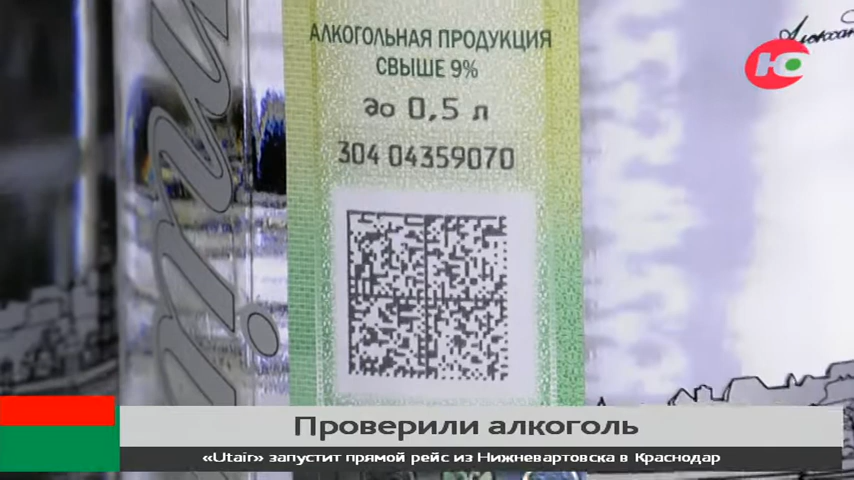 АЛКОГОЛЬНАЯ ПРОДУКЦИЯ
СВЫШЕ 9%
до 0,5 л
304 04359070
Ю
Проверили алкоголь
«Utair» запустит прямой рейс из Нижневартовска в Краснодар